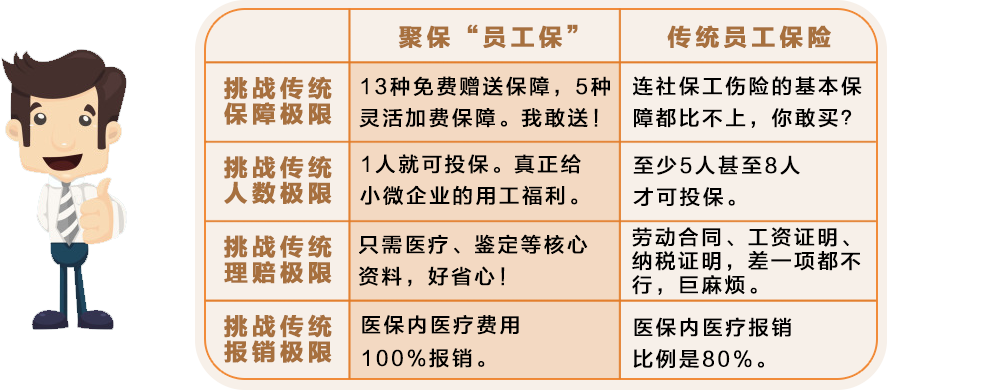 聚保“员工保”
传统员工保险
挑战传统
保障极限
13种免费赠送保障，5种
灵活加费保障。我敢送！
连社保工伤险的基本保
障都比不上，你敢买？
挑战传统
人数极限
1人就可投保。真正给
小微企业的用工福利。
至少5人甚至8人
才可投保。
挑战传统
理赔极限
只需医疗、鉴定等核心
资料，好省心！
劳动合同、工资证明、
纳税证明，差一项都不
行，巨麻烦。
挑战传统
报销极限
医保内医疗费用
100%报销。
医保内医疗报销
比例是80%。